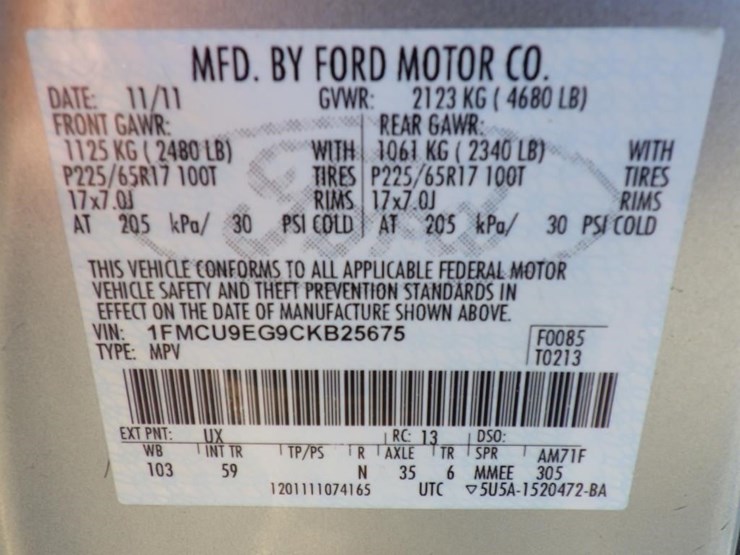 MFD. BY FORD MOTOR CO.
DATE: 11/11 GVWR: 2123 KG ( 4680 LB)
FRONT GAWR: REAR GAWR:
1125 KG ( 2480 LB) WITH 1061 KG ( 2340 LB) WITH
P225/65R17 100T TIRES P225/65R17 100T TIRES
17x7.0J RIMS 17x7.0J RIMS
AT 205 kPa/ 30 PSI COLD AT 205 kPa/ 30 PSI COLD
Ford
THIS VEHICLE CONFORMS TO ALL APPLICABLE FEDERAL MOTOR
VEHICLE SAFETY AND THEFT PREVENTION STANDARDS IN
EFFECT ON THE DATE OF MANUFACTURE SHOWN ABOVE.
VIN: 1FMCU9EG9CKB25675 F0085
TYPE: MPV T0213
EXT PNT: UX RC: 13 DSO:
WB INT TR TP/PS R AXLE TR SPR AM71F
103 59 N 35 6 MMEE 305
1201111074165 UTC ▽5U5A-1520472-BA